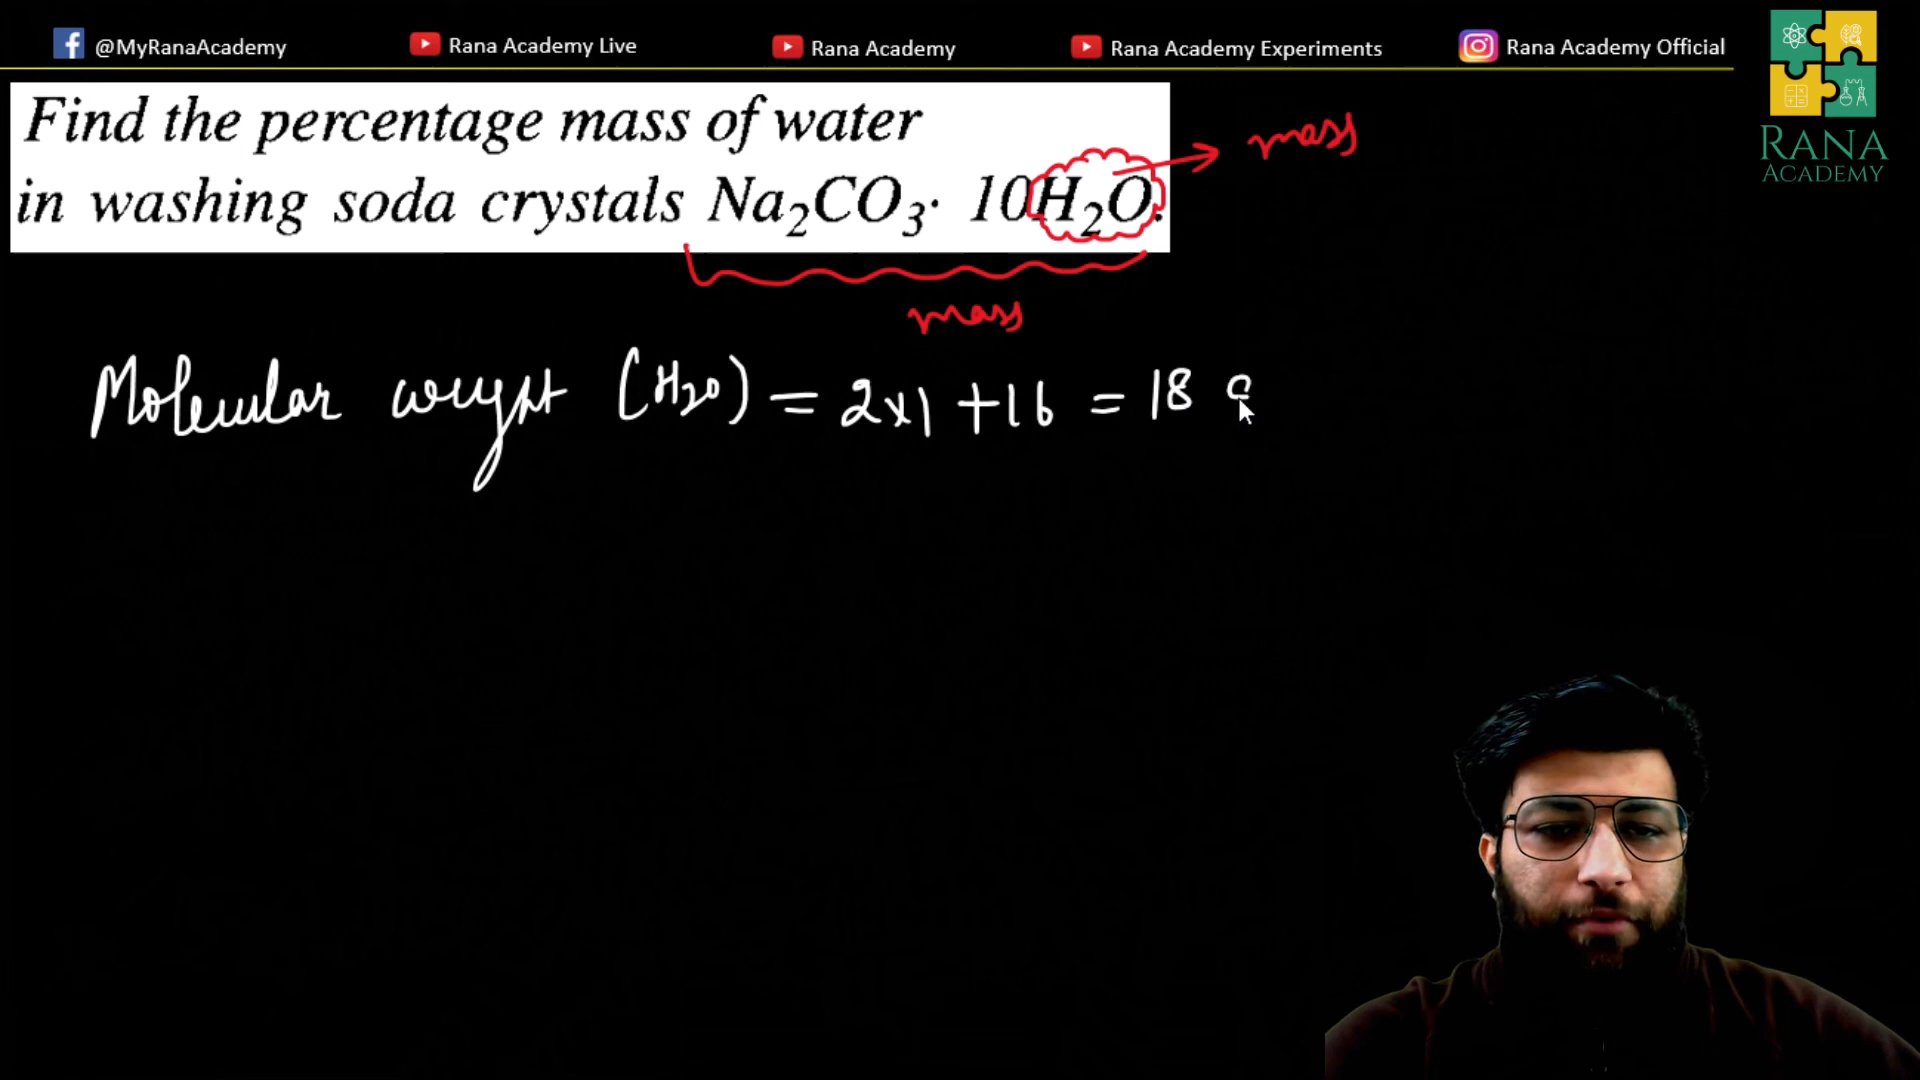 @MyRanaAcademy Rana Academy Live Rana Academy Rana Academy Experiments Rana Academy Official
RANA
ACADEMY
Find the percentage mass of water
in washing soda crystals Na₂CO₃· 10H₂O.
mass
mass
Molecular weight (H₂O) = 2x1 +16 = 18